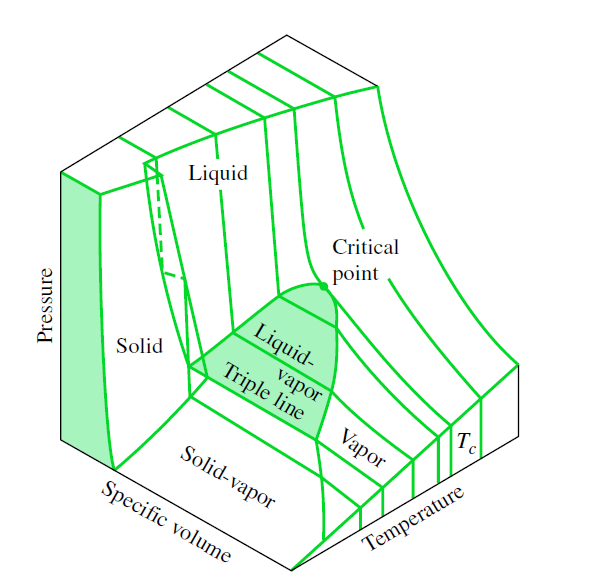 Liquid
Critical
point
Pressure
Solid
Liquid-
vapor
Triple line
Vapor
T_c
Solid-vapor
Specific volume
Temperature